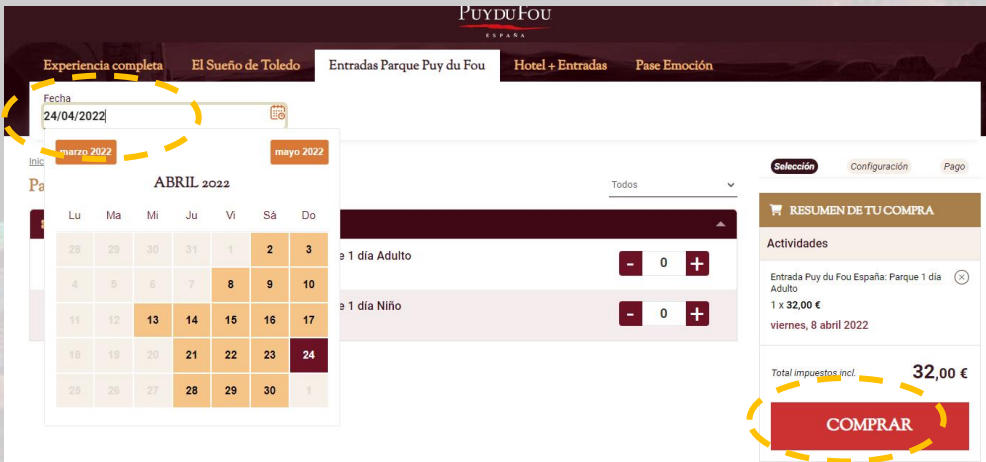 PUY DU FOU
ESPAÑA
Experiencia completa El Sueño de Toledo Entradas Parque Puy du Fou Hotel + Entradas Pase Emoción
Fecha
24/04/2022
marzo 2022 mayo 2022
ABRIL 2022
Lu Ma Mi Ju Vi Sá Do
28 29 30 31 1 2 3
4 5 6 7 8 9 10
11 12 13 14 15 16 17
18 19 20 21 22 23 24
25 26 27 28 29 30 1
Inic
Pa
Todos
e 1 día Adulto
- 0 +
e 1 día Niño
- 0 +
Selección Configuración Pago
RESUMEN DE TU COMPRA
Actividades
Entrada Puy du Fou España: Parque 1 día
Adulto
1 x 32,00 €
viernes, 8 abril 2022
Total impuestos incl. 32,00 €
COMPRAR